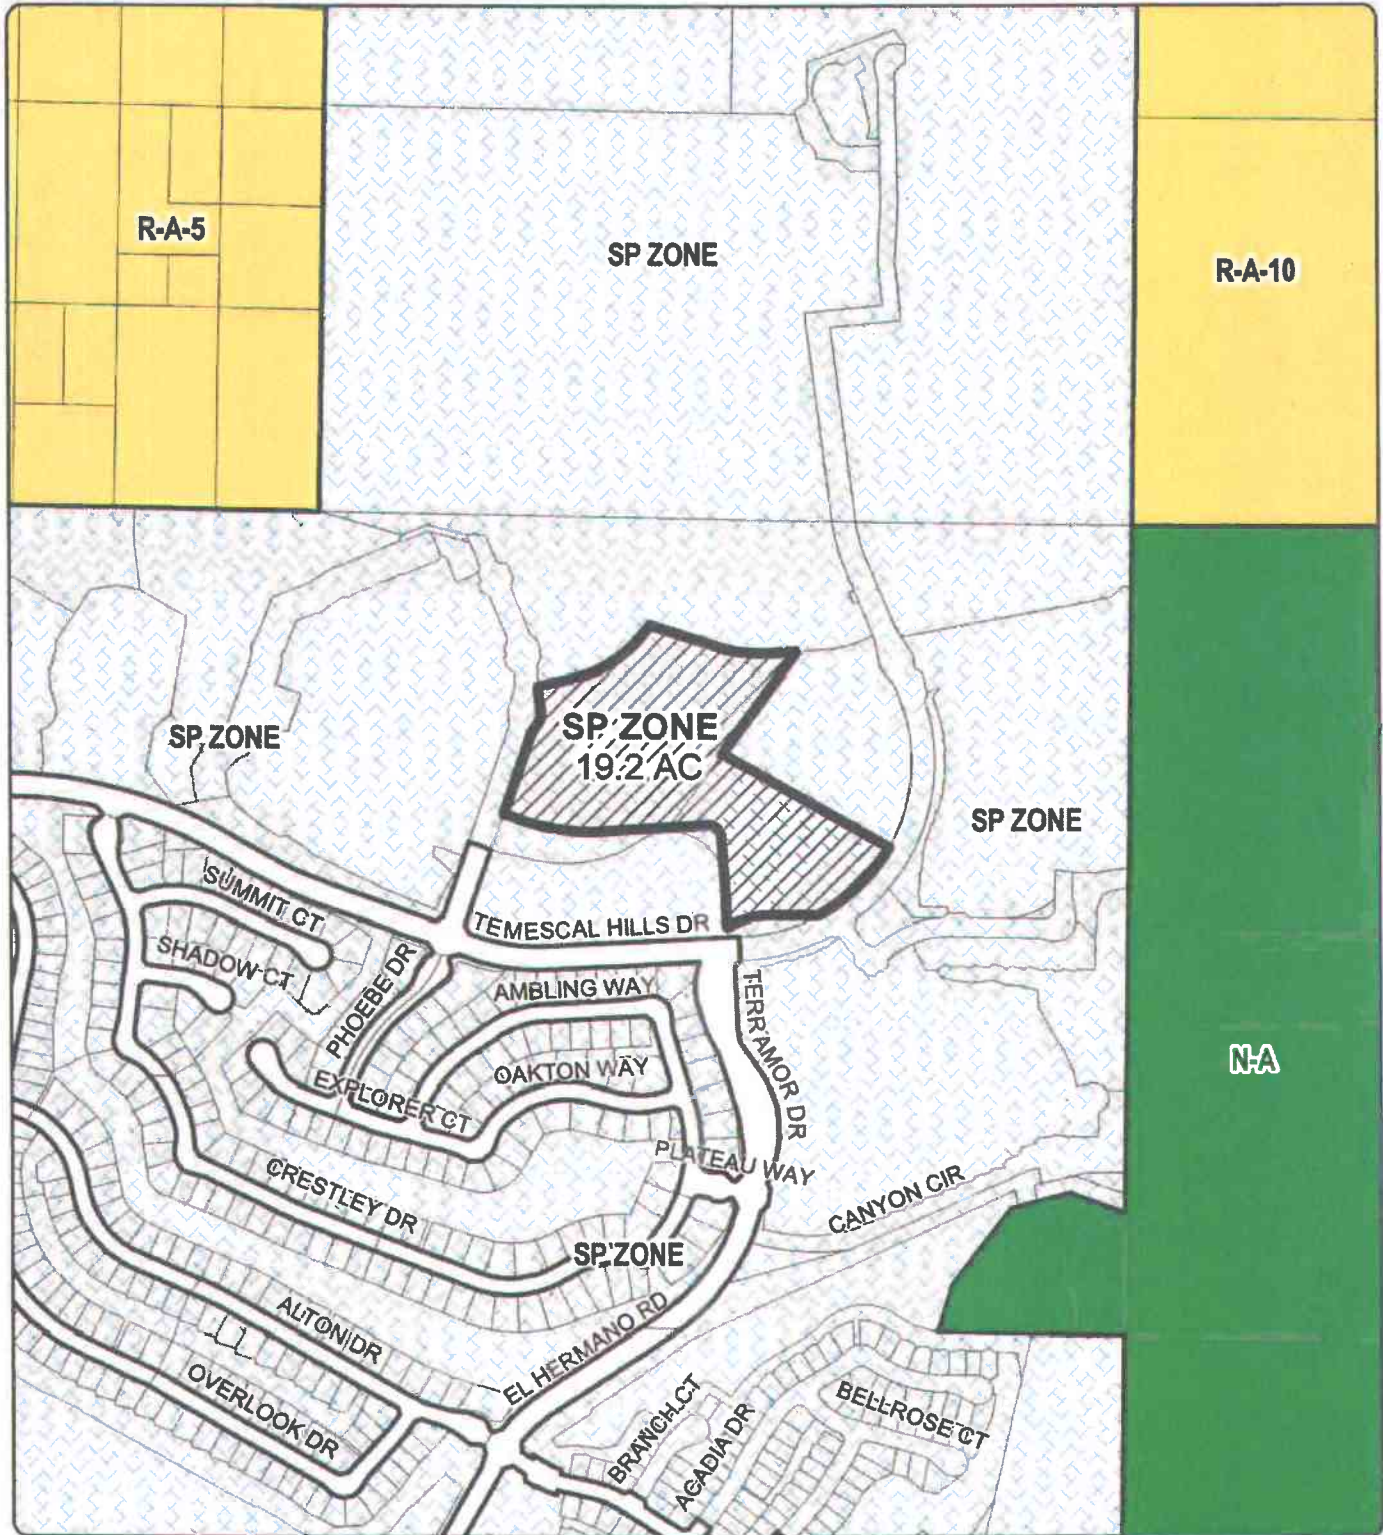 R-A-5
SP ZONE
R-A-10
SP ZONE
SP ZONE
19.2 AC
SP ZONE
SUMMIT CT
TEMESCAL HILLS DR
SHADOW CT
PHOEBE DR
AMBLING WAY
TERRAMOR DR
OAKTON WAY
EXPLORER CT
N-A
PLATEAU WAY
CRESTLEY DR
CANYON CIR
SP ZONE
ALTON DR
EL HERMANO RD
OVERLOOK DR
BRANCH CT
ACADIA DR
BELLROSE CT